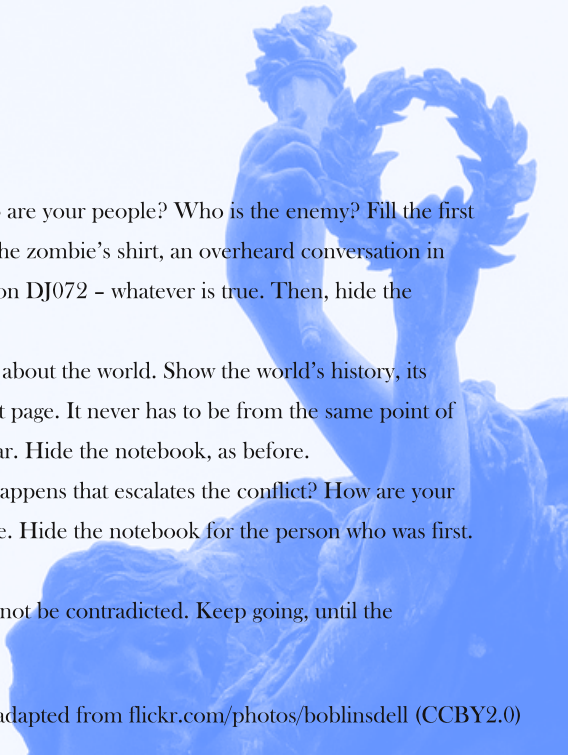 are your people? Who is the enemy? Fill the first
he zombie's shirt, an overheard conversation in
on DJ072 – whatever is true. Then, hide the
about the world. Show the world's history, its
t page. It never has to be from the same point of
ar. Hide the notebook, as before.
appens that escalates the conflict? How are your
e. Hide the notebook for the person who was first.
not be contradicted. Keep going, until the
adapted from flickr.com/photos/boblinsdell (CCBY2.0)